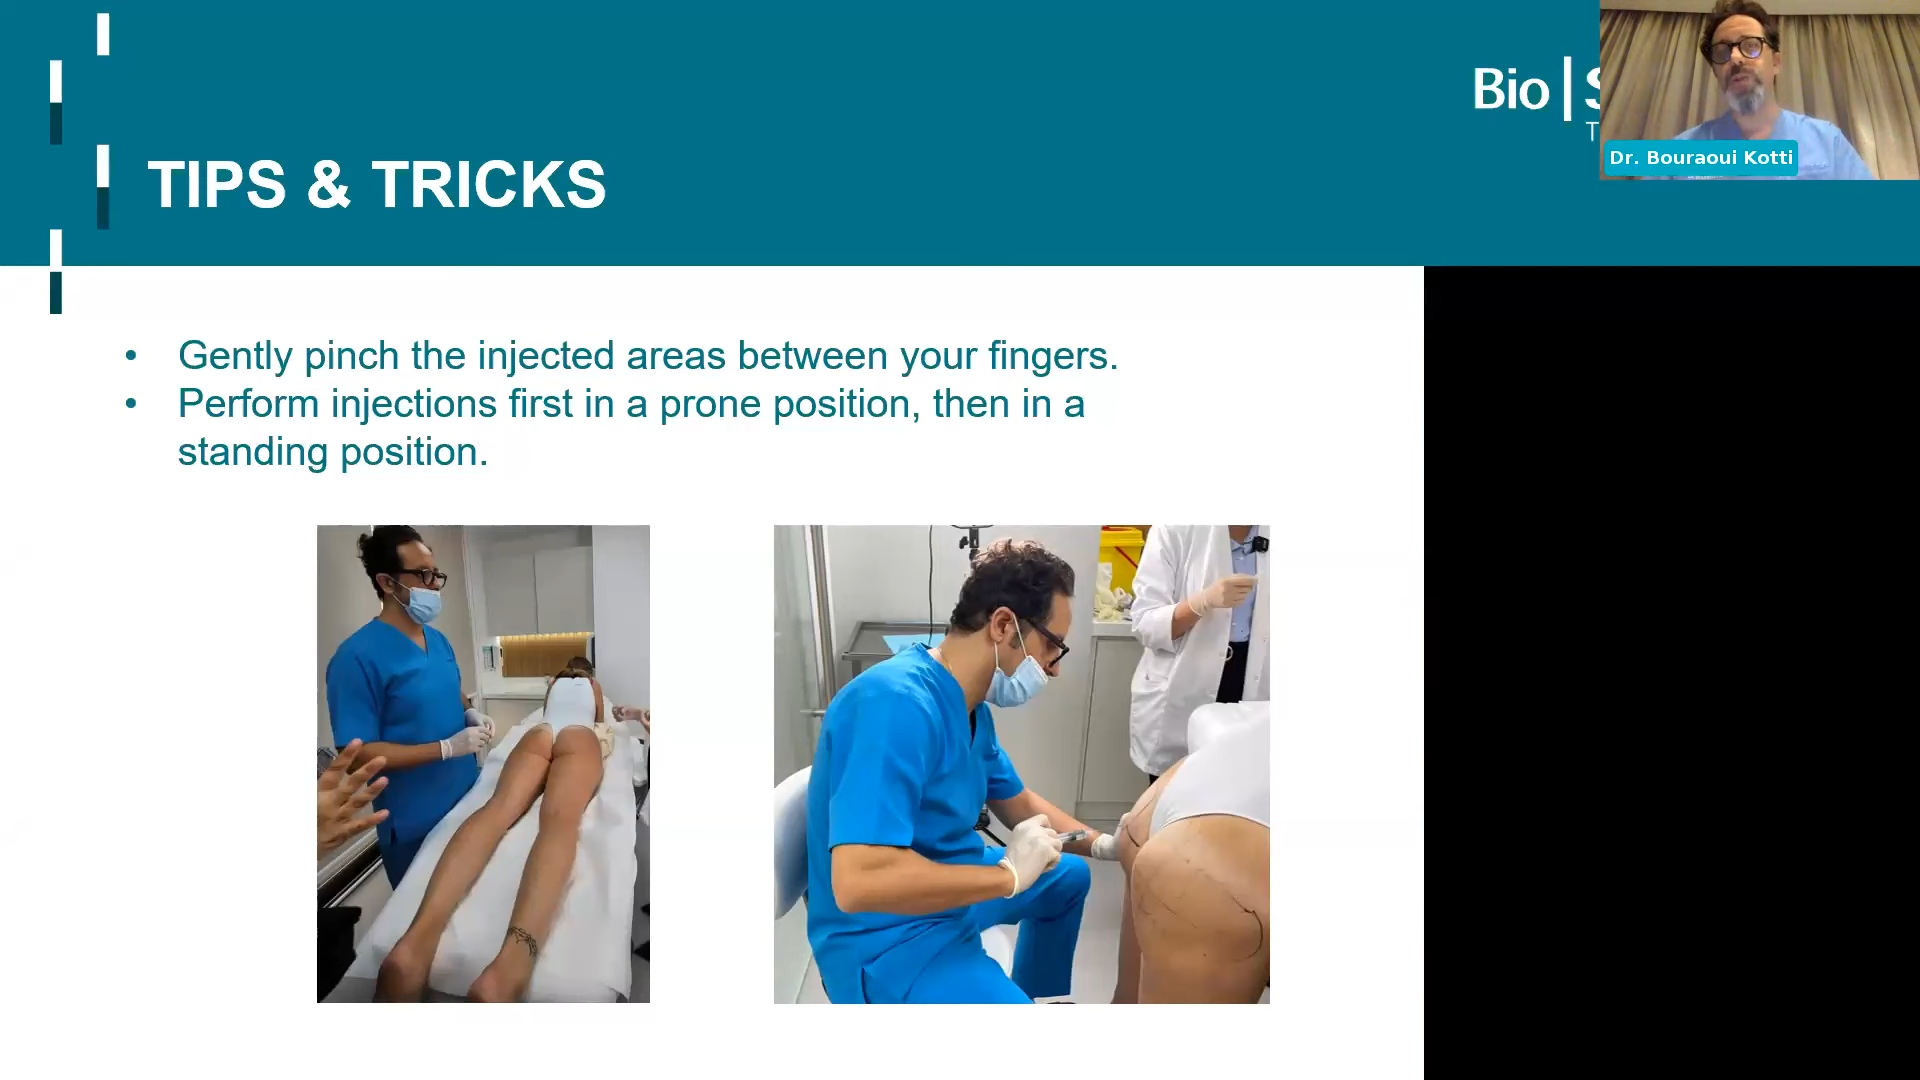 Bio
Dr. Bouraoui Kotti
TIPS & TRICKS
• Gently pinch the injected areas between your fingers.
• Perform injections first in a prone position, then in a
standing position.